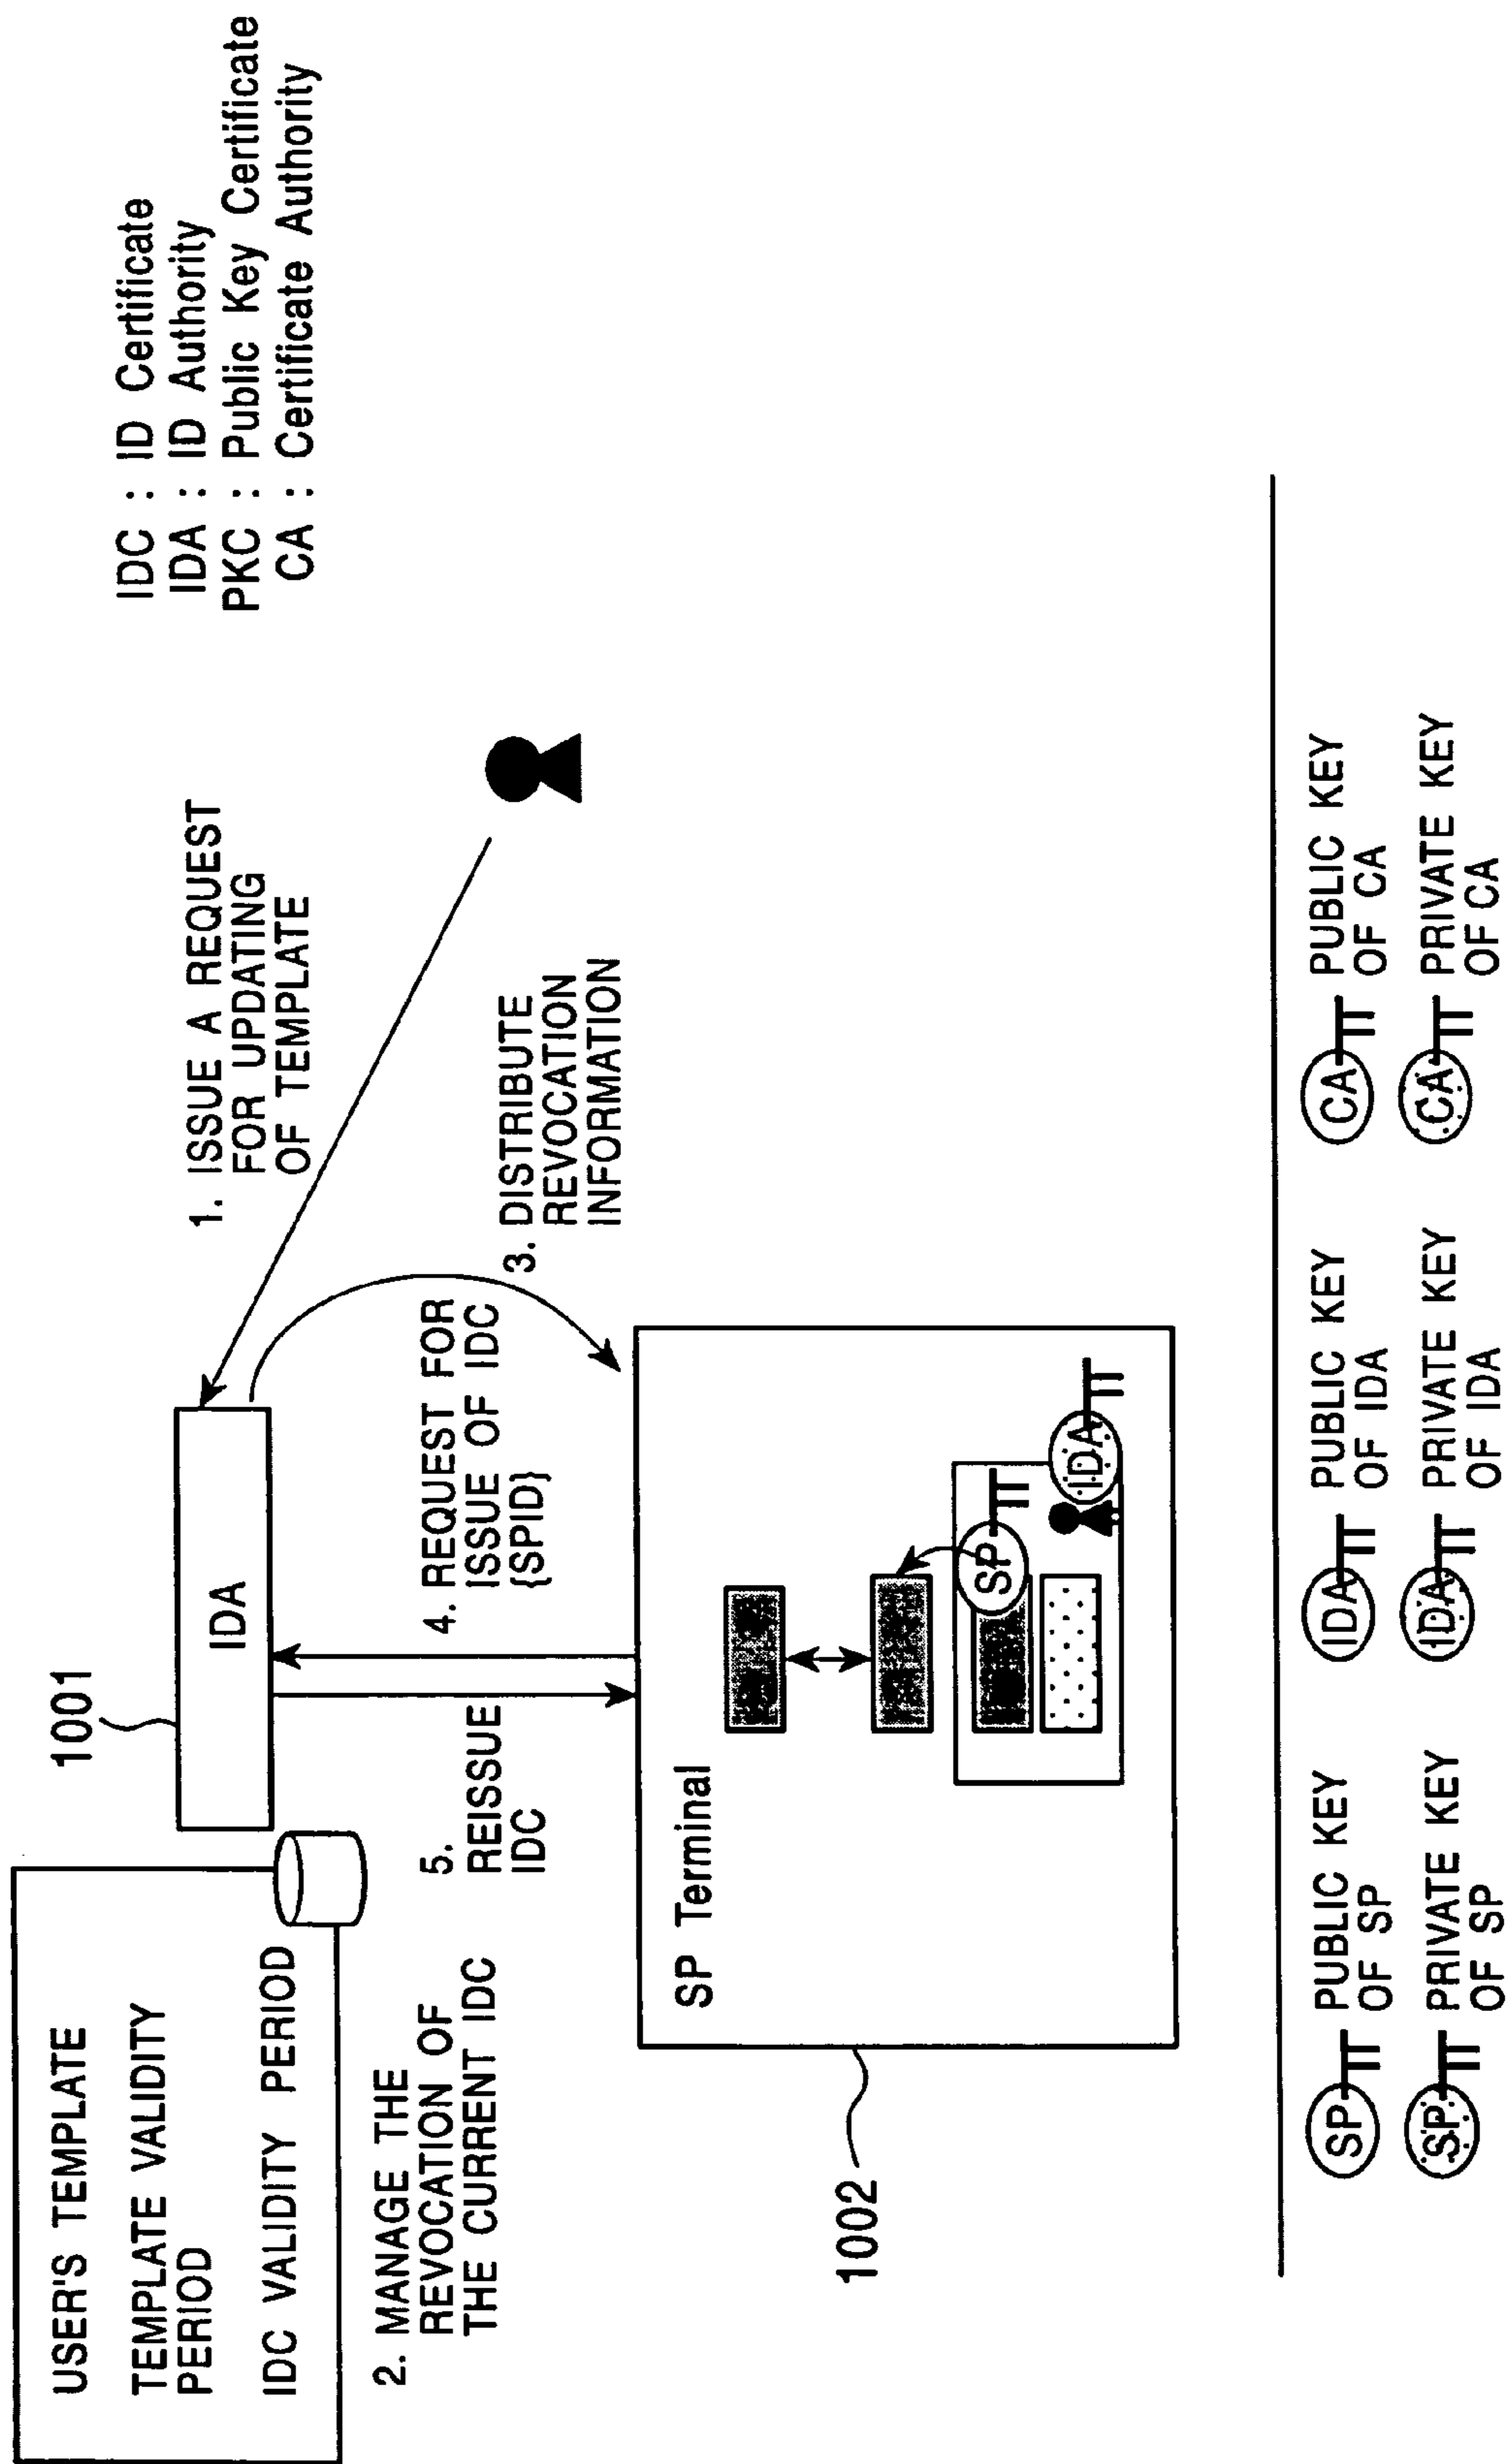 IDC : ID Certificate
IDA : ID Authority
PKC : Public Key Certificate
CA : Certificate Authority
USER'S TEMPLATE
TEMPLATE VALIDITY
PERIOD
IDC VALIDITY PERIOD
1001
IDA
1. ISSUE A REQUEST
FOR UPDATING
OF TEMPLATE
2. MANAGE THE
REVOCATION OF
THE CURRENT IDC
3. DISTRIBUTE
REVOCATION
INFORMATION
4. REQUEST FOR
ISSUE OF IDC
{SPID}
5.
REISSUE
IDC
1002
SP Terminal
SP
IDA
SP PUBLIC KEY
OF SP
IDA PUBLIC KEY
OF IDA
CA PUBLIC KEY
OF CA
SP PRIVATE KEY
OF SP
IDA PRIVATE KEY
OF IDA
CA PRIVATE KEY
OF CA